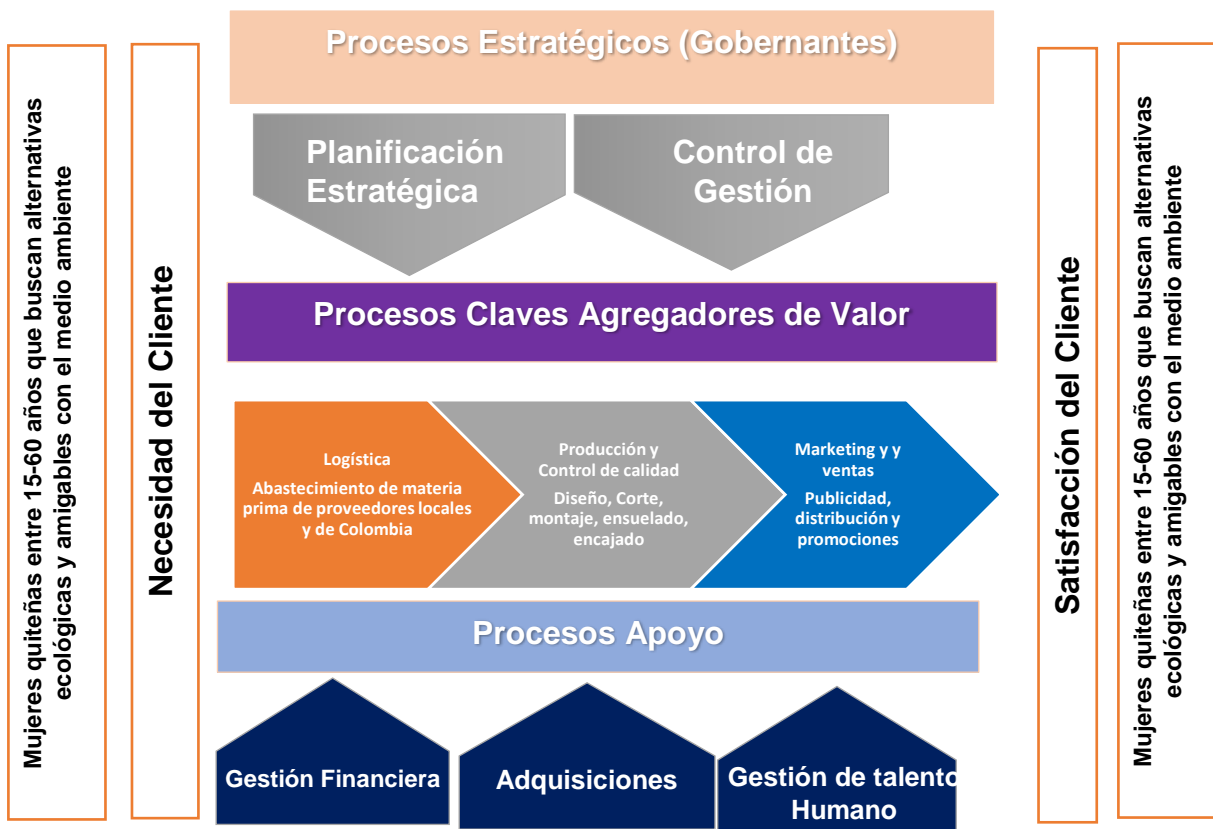 Mujeres quiteñas entre 15-60 años que buscan alternativas
ecológicas y amigables con el medio ambiente
Necesidad del Cliente
Procesos Estratégicos (Gobernantes)
Planificación
Estratégica
Control de
Gestión
Procesos Claves Agregadores de Valor
Logística
Abastecimiento de materia
prima de proveedores locales
y de Colombia
Producción y
Control de calidad
Diseño, Corte,
montaje, ensuelado,
encajado
Marketing y y
ventas
Publicidad,
distribución y
promociones
Procesos Apoyo
Gestión Financiera
Adquisiciones
Gestión de talento
Humano
Satisfacción del Cliente
Mujeres quiteñas entre 15-60 años que buscan alternativas
ecológicas y amigables con el medio ambiente